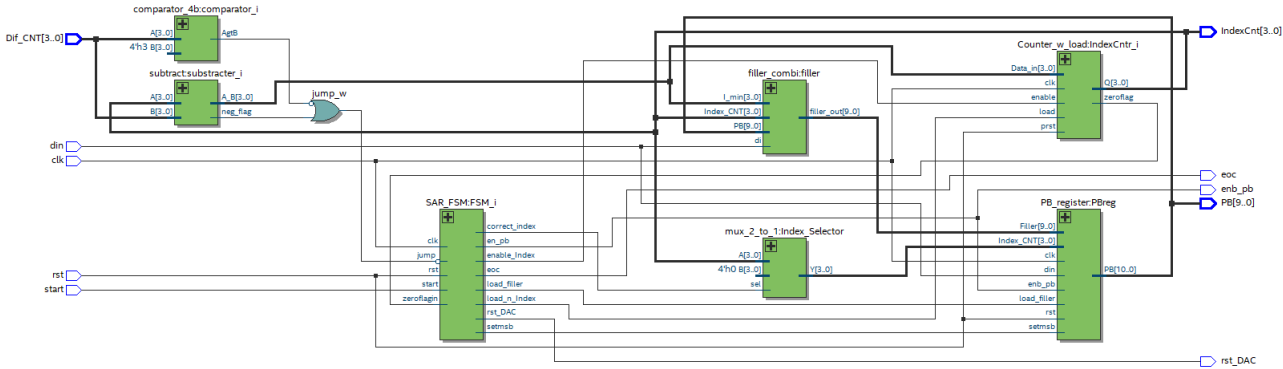 comparator_4b:comparator_i
Dif_CNT[3..0]
A[3..0]
4'h3 B[3..0]
AgtB
subtract:substracter_i
A[3..0]
B[3..0]
A_B[3..0]
neg_flag
jump_w
din
clk
rst
start
SAR_FSM:FSM_i
clk
jump
rst
start
zeroflagin
correct_index
en_pb
enable_Index
eoc
load_filler
load_n_Index
rst_DAC
setmsb
filler_combi:filler
I_min[3..0]
Index_CNT[3..0]
PB[9..0]
di
filler_out[9..0]
mux_2_to_1:Index_Selector
A[3..0]
4'h0 B[3..0]
sel
Y[3..0]
Counter_w_load:IndexCntr_i
Data_in[3..0]
clk
enable
load
prst
Q[3..0]
zeroflag
PB_register:PBreg
Filler[9..0]
Index_CNT[3..0]
clk
din
enb_pb
load_filler
rst
setmsb
PB[10..0]
IndexCnt[3..0]
eoc
enb_pb
PB[9..0]
rst_DAC